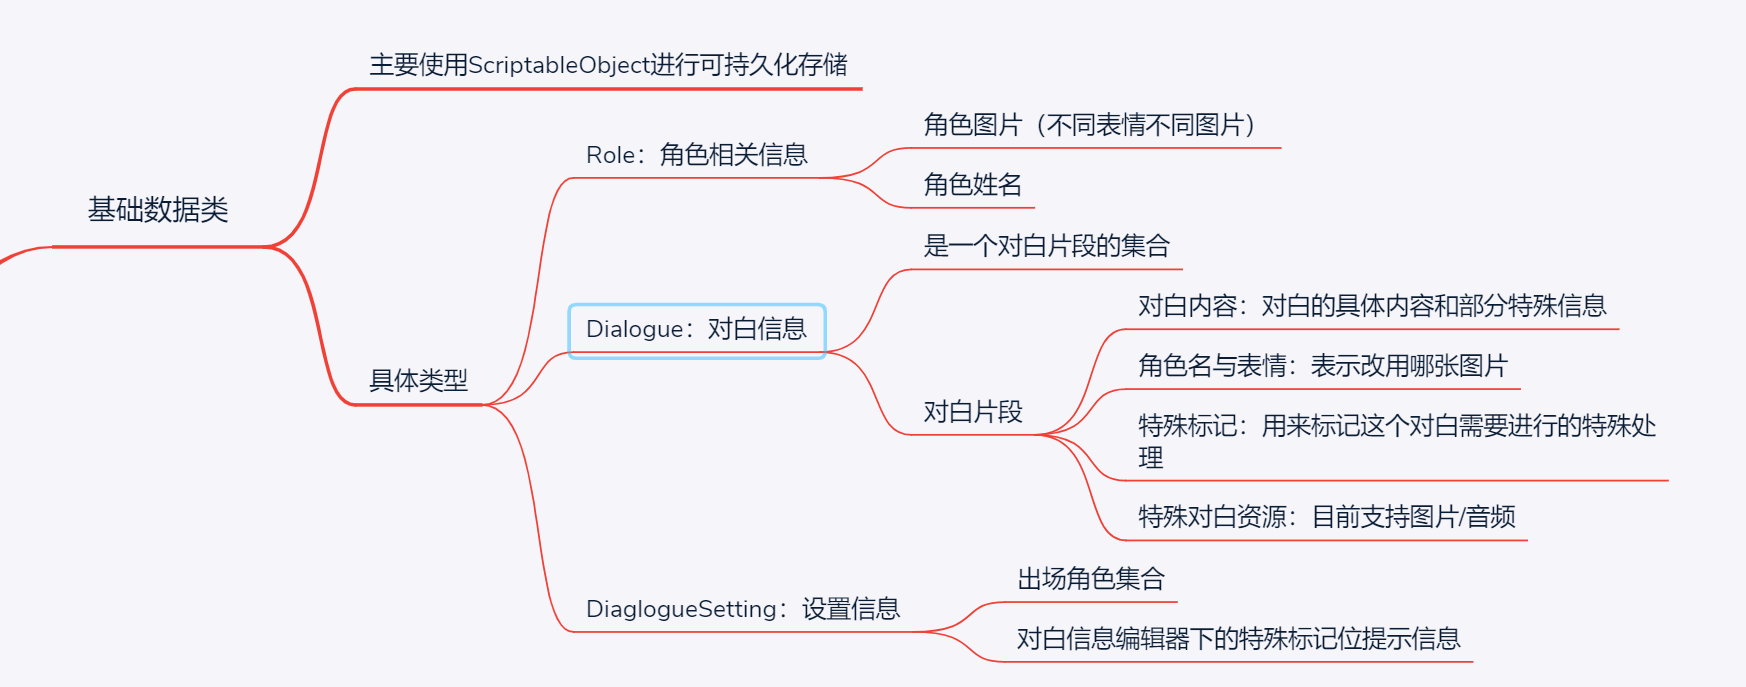 基础数据类
主要使用ScriptableObject进行可持久化存储
具体类型
Role：角色相关信息
角色图片（不同表情不同图片）
角色姓名
Dialogue：对白信息
是一个对白片段的集合
对白片段
对白内容：对白的具体内容和部分特殊信息
角色名与表情：表示改用哪张图片
特殊标记：用来标记这个对白需要进行的特殊处
理
特殊对白资源：目前支持图片/音频
DiaglogueSetting：设置信息
出场角色集合
对白信息编辑器下的特殊标记位提示信息